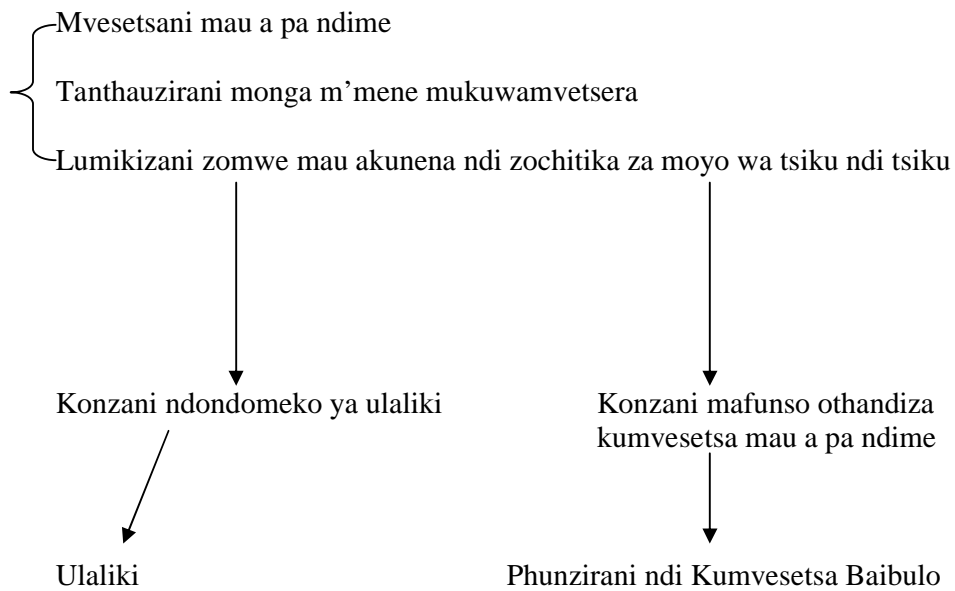 Mvesetsani mau a pa ndime
Tanthauzirani monga m’mene mukuwamvetsera
Lumikizani zomwe mau akunena ndi zochitika za moyo wa tsiku ndi tsiku
Konzani ndondomeko ya ulaliki
Konzani mafunso othandiza
kumvesetsa mau a pa ndime
Ulaliki
Phunzirani ndi Kumvesetsa Baibulo